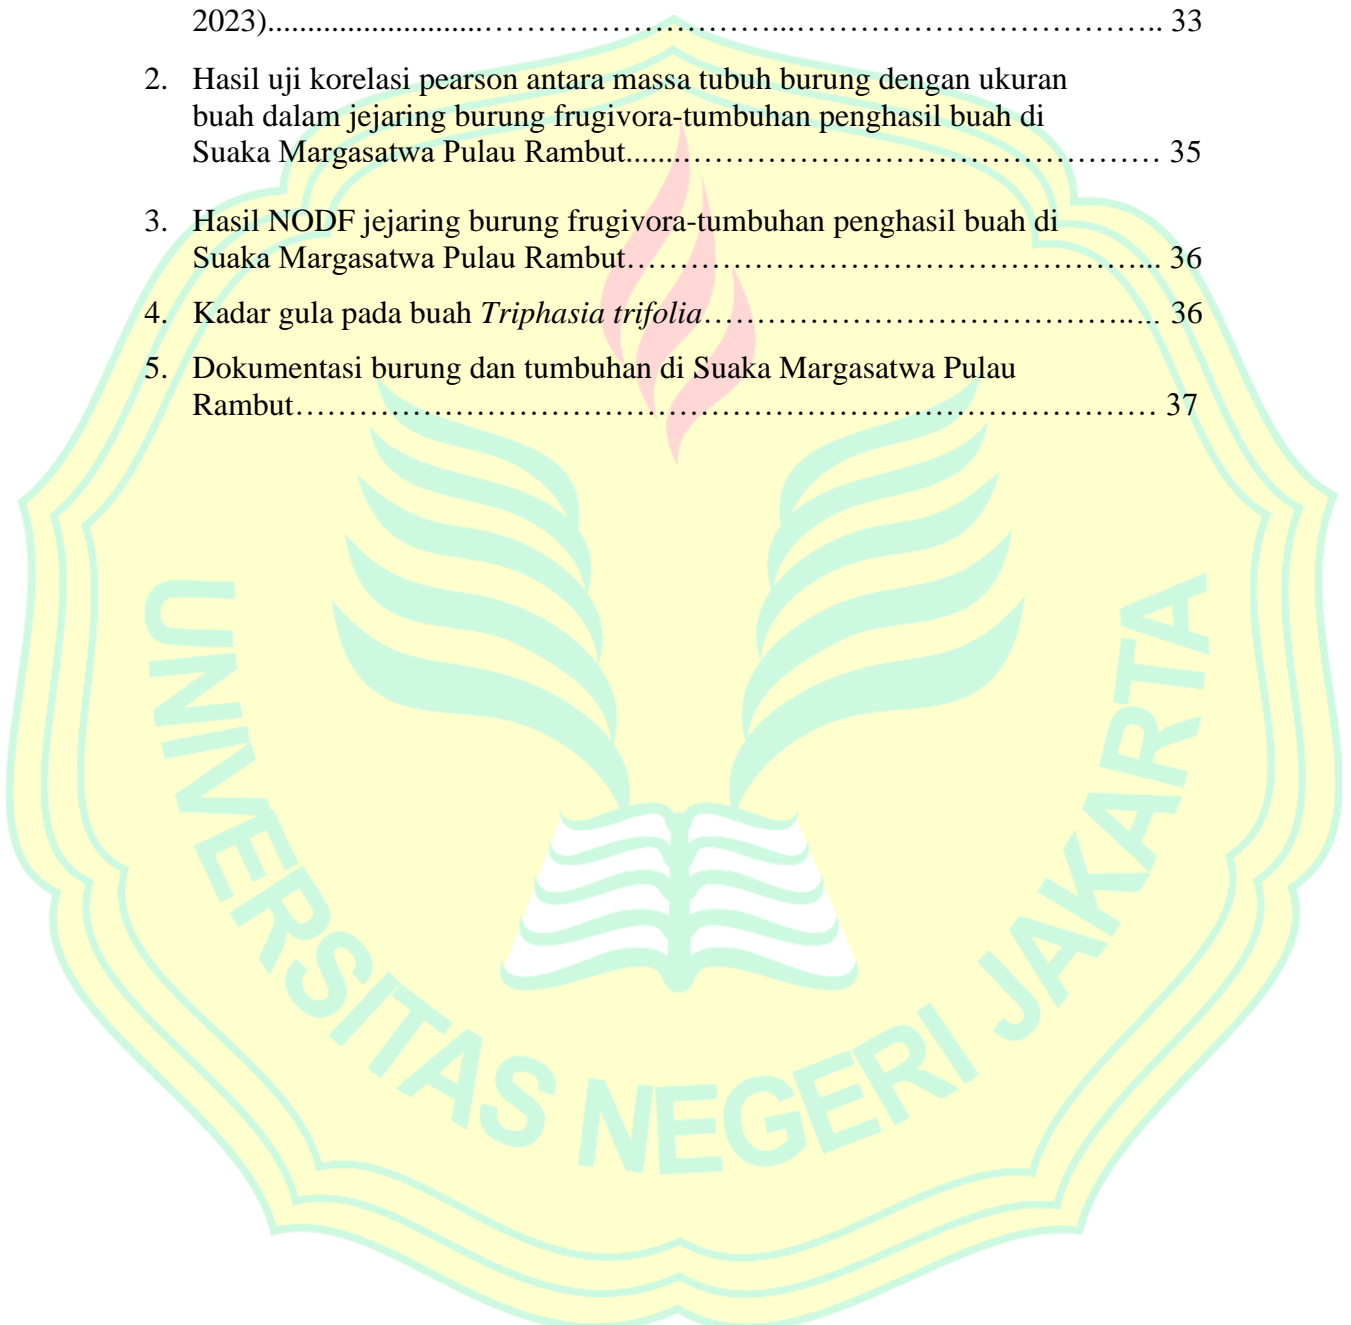 2023)..........................……………………………...……………………………….. 33
2. Hasil uji korelasi pearson antara massa tubuh burung dengan ukuran
buah dalam jejaring burung frugivora-tumbuhan penghasil buah di
Suaka Margasatwa Pulau Rambut......………………………………………… 35
3. Hasil NODF jejaring burung frugivora-tumbuhan penghasil buah di
Suaka Margasatwa Pulau Rambut……………………………………………... 36
4. Kadar gula pada buah Triphasia trifolia…………………………………….…. 36
5. Dokumentasi burung dan tumbuhan di Suaka Margasatwa Pulau
Rambut…………………………………………………………………………… 37
UNIVERSITAS NEGERI JAKARTA